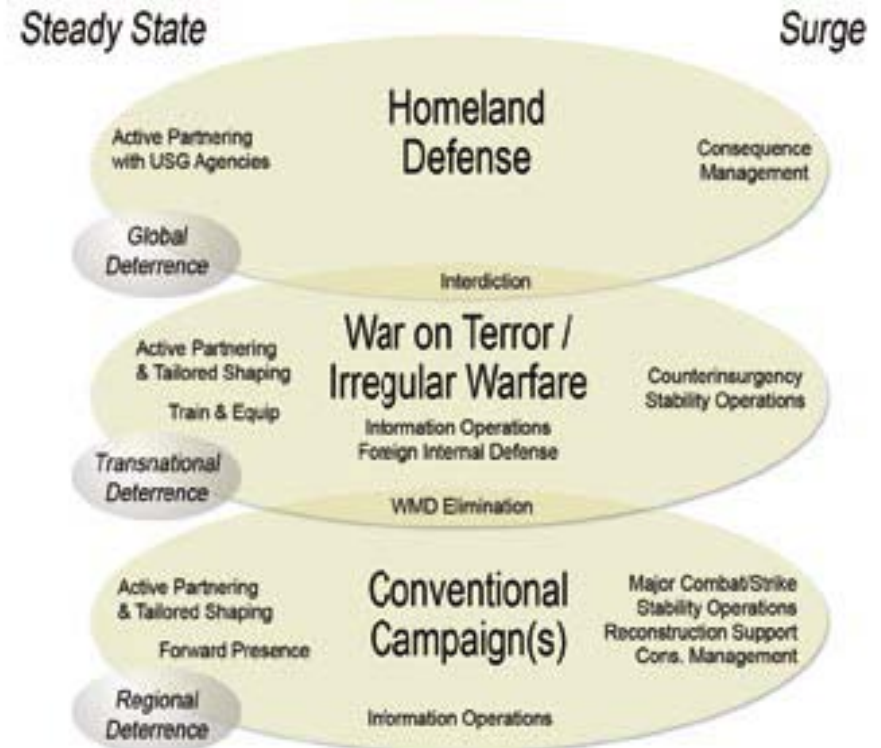 Steady State
Surge
Homeland
Defense
Active Partnering
with USG Agencies
Consequence
Management
Global
Deterrence
Interdiction
War on Terror /
Irregular Warfare
Active Partnering
& Tailored Shaping
Train & Equip
Information Operations
Foreign Internal Defense
Counterinsurgency
Stability Operations
Transnational
Deterrence
WMD Elimination
Conventional
Campaign(s)
Active Partnering
& Tailored Shaping
Forward Presence
Major Combat/Strike
Stability Operations
Reconstruction Support
Cons. Management
Regional
Deterrence
Information Operations